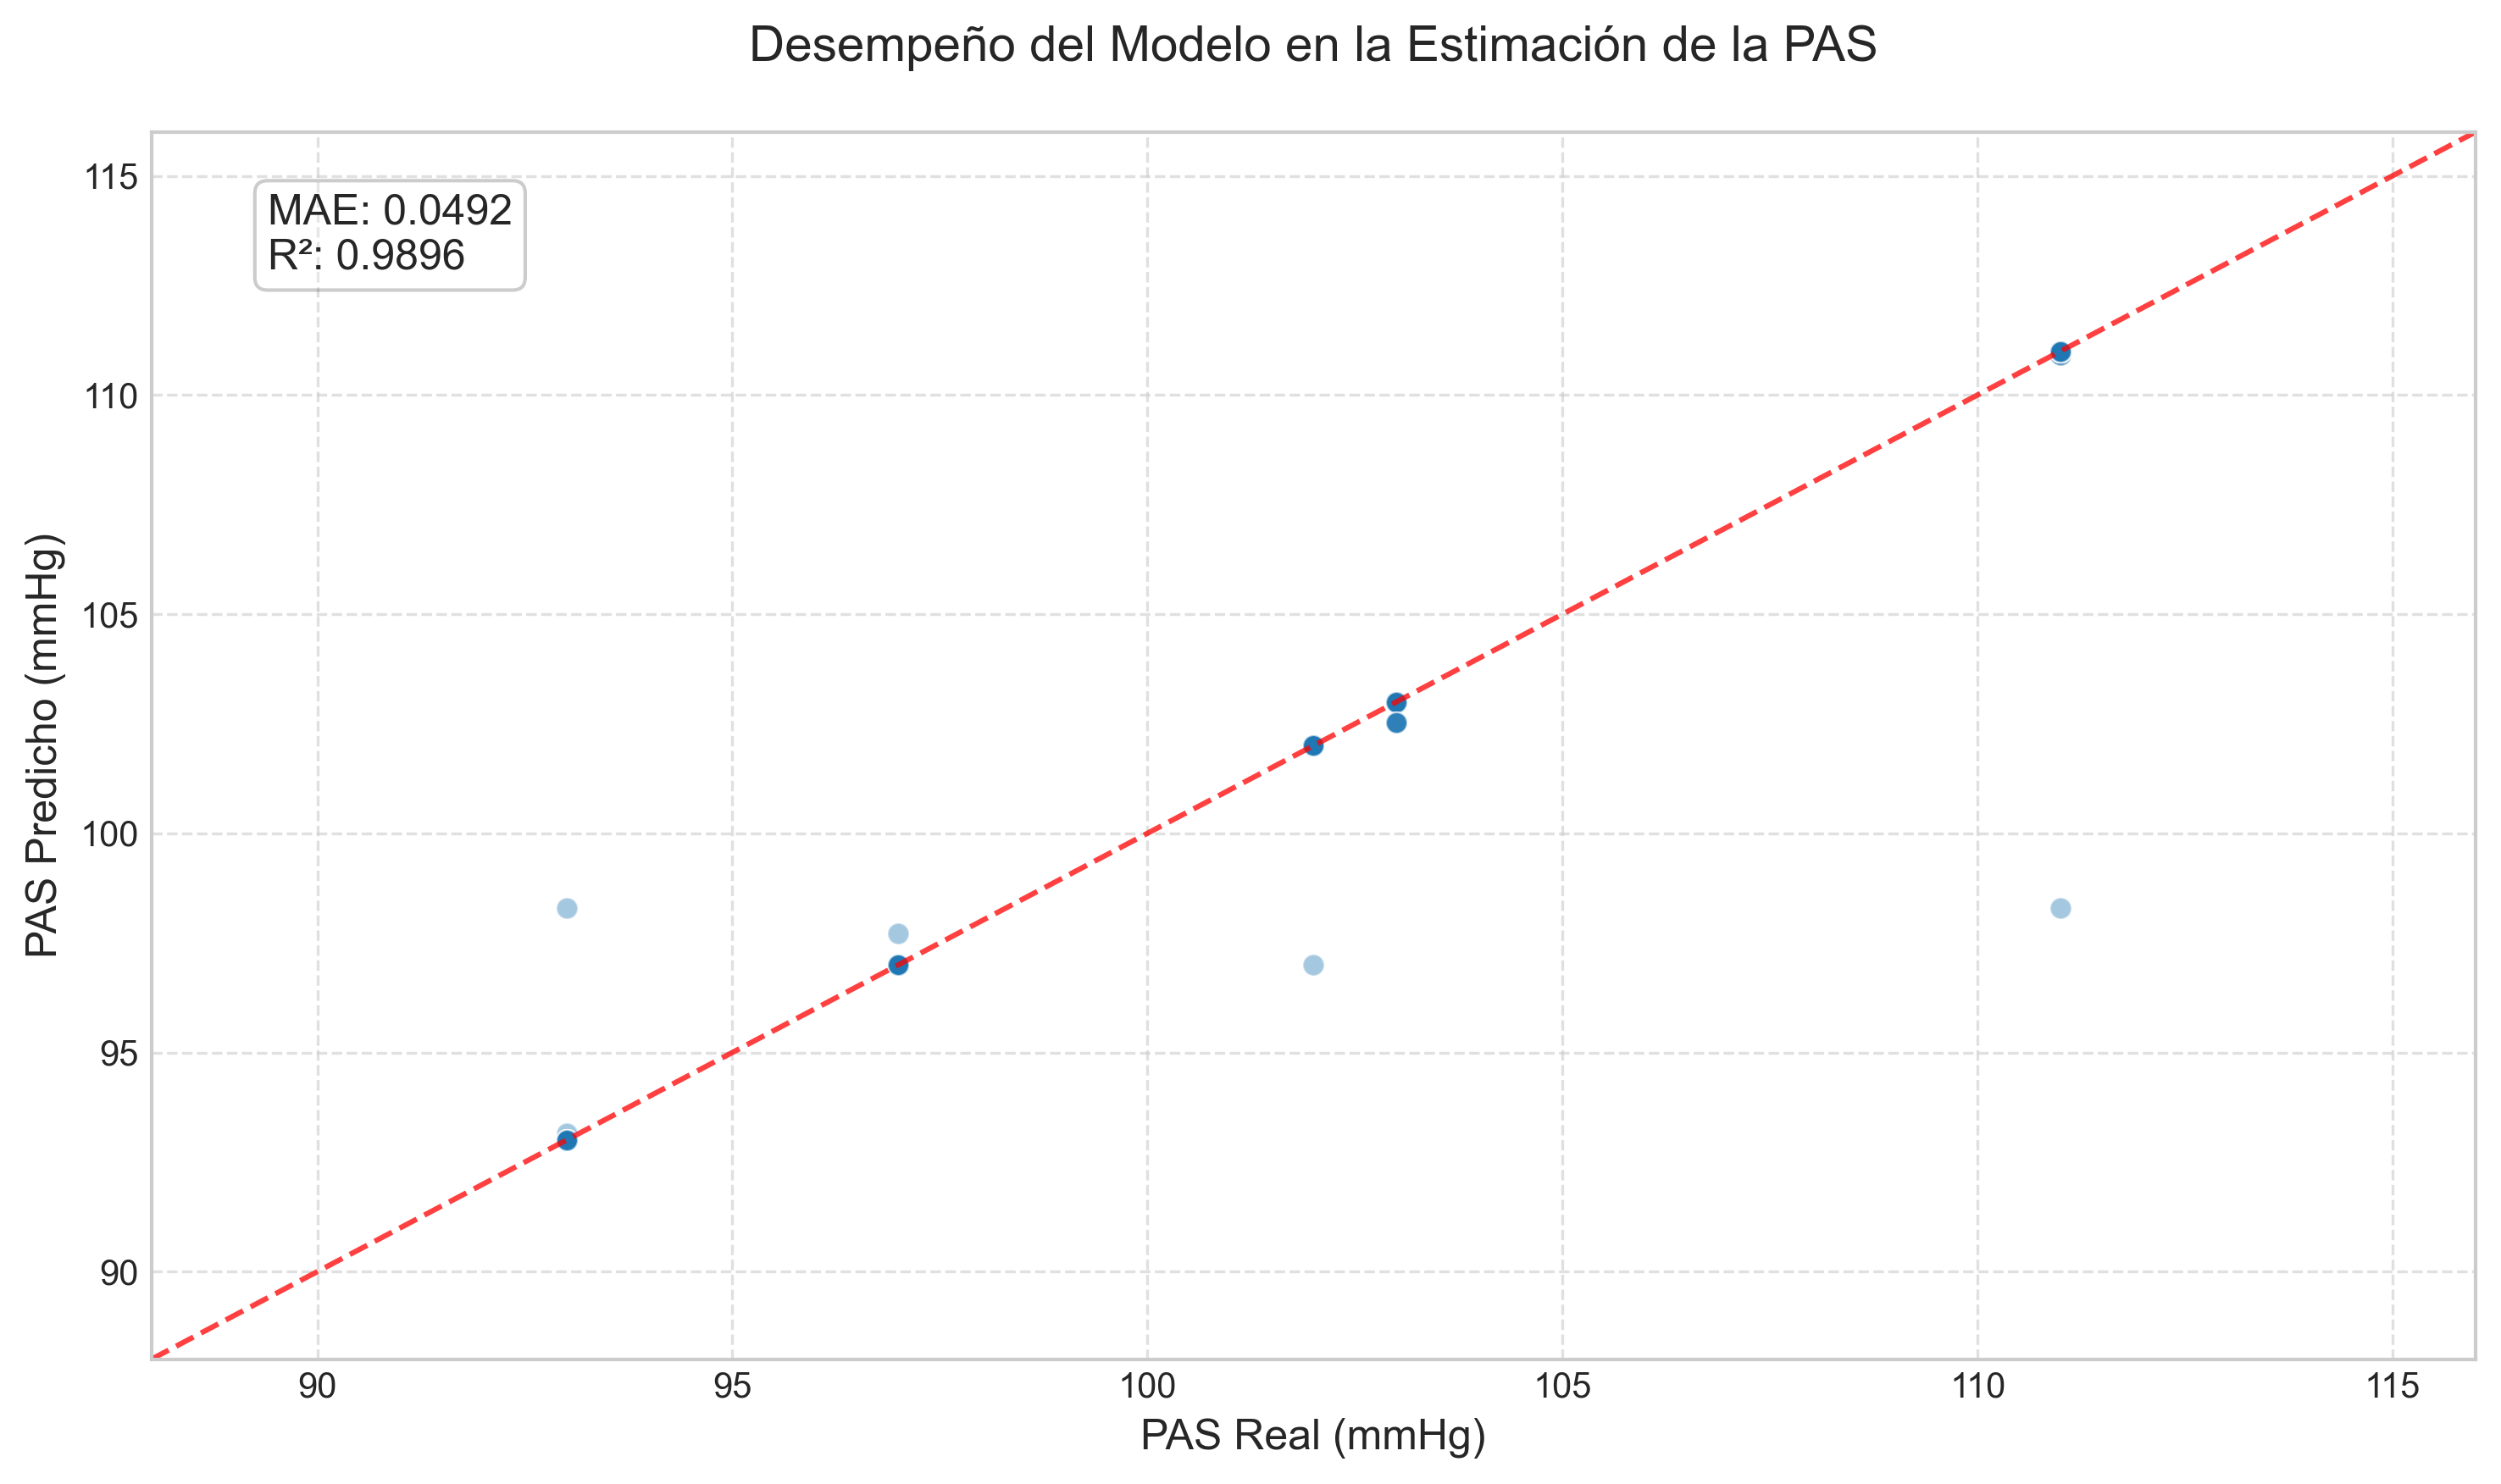 Desempeño del Modelo en la Estimación de la PAS
MAE: 0.0492
R²: 0.9896
115
110
105
100
95
90
PAS Predicho (mmHg)
90
95
100
105
110
115
PAS Real (mmHg)